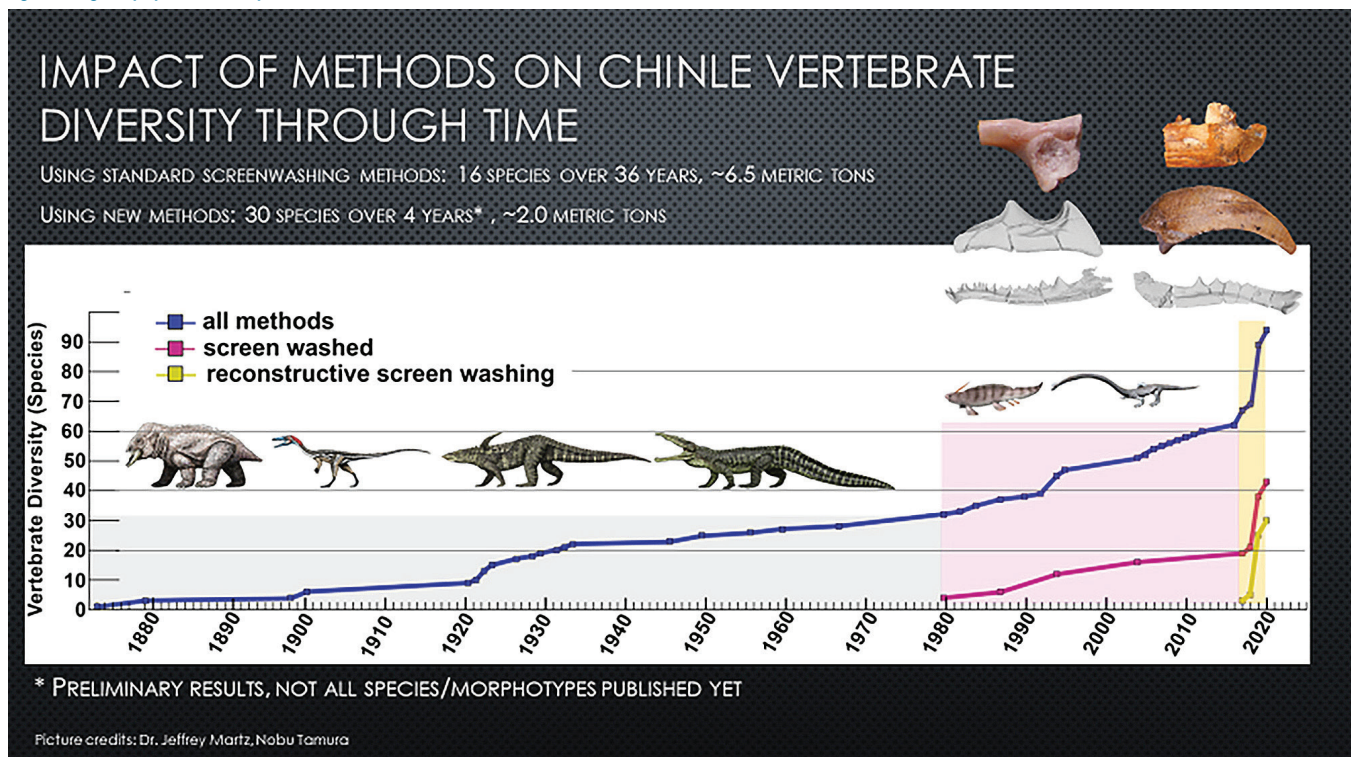 IMPACT OF METHODS ON CHINLE VERTEBRATE
DIVERSITY THROUGH TIME
USING STANDARD SCREENWASHING METHODS: 16 SPECIES OVER 36 YEARS, ~6.5 METRIC TONS
USING NEW METHODS: 30 SPECIES OVER 4 YEARS* , ~2.0 METRIC TONS
all methods
screen washed
reconstructive screen washing
Vertebrate Diversity (Species)
90
80
70
60
50
40
30
20
10
0
1880 1890 1900 1910 1920 1930 1940 1950 1960 1970 1980 1990 2000 2010 2020
* PRELIMINARY RESULTS, NOT ALL SPECIES/MORPHOTYPES PUBLISHED YET
Picture credits: Dr. Jeffrey Martz, Nobu Tamura